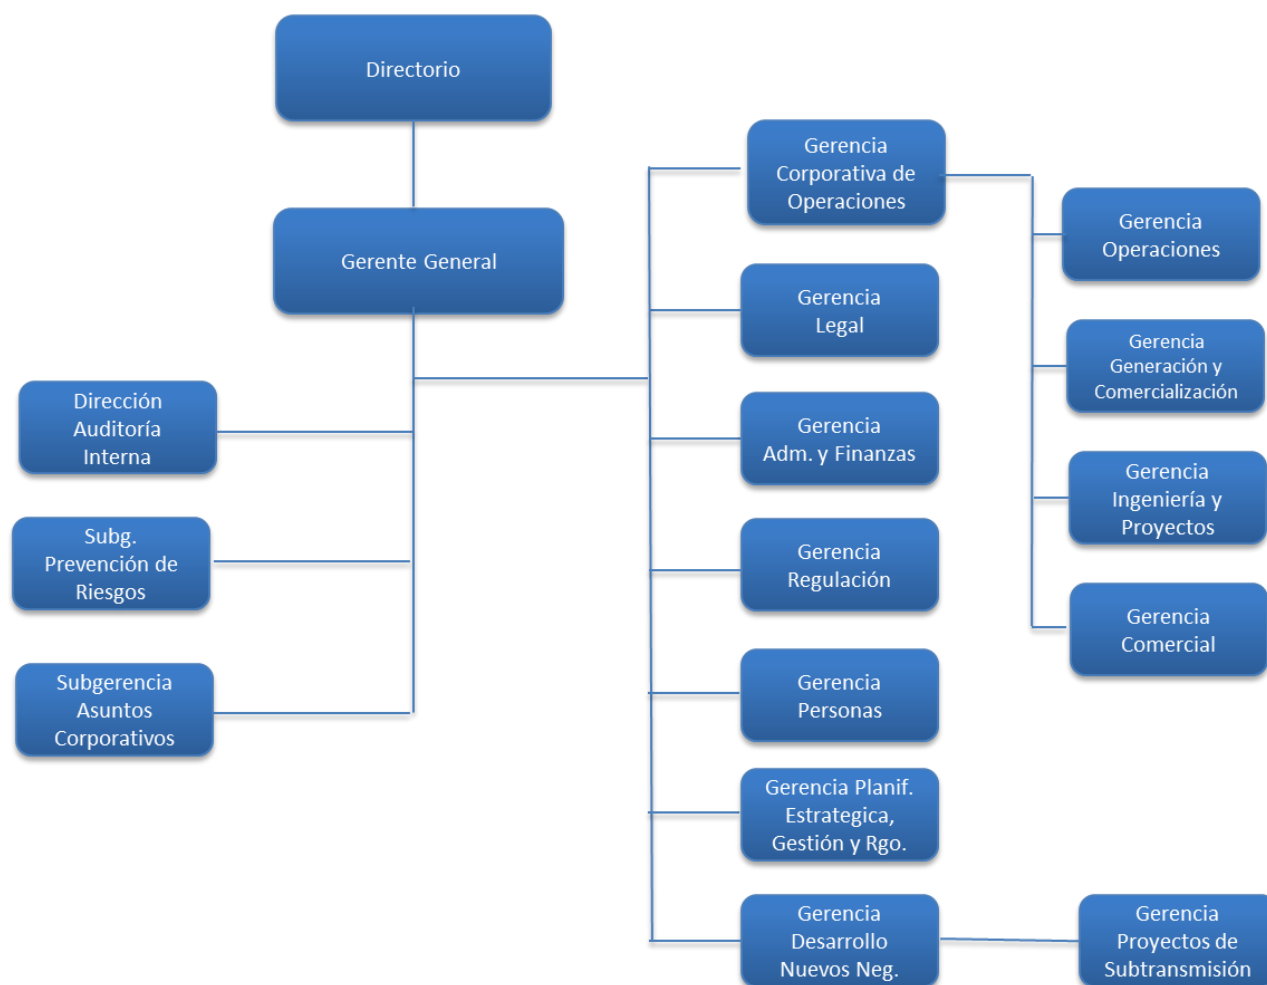 Directorio
Gerente General
Dirección
Auditoría
Interna
Subg.
Prevención de
Riesgos
Subgerencia
Asuntos
Corporativos
Gerencia
Corporativa de
Operaciones
Gerencia
Legal
Gerencia
Adm. y Finanzas
Gerencia
Regulación
Gerencia
Personas
Gerencia Planif.
Estrategica,
Gestión y Rgo.
Gerencia
Desarrollo
Nuevos Neg.
Gerencia
Operaciones
Gerencia
Generación y
Comercialización
Gerencia
Ingeniería y
Proyectos
Gerencia
Comercial
Gerencia
Proyectos de
Subtransmisión